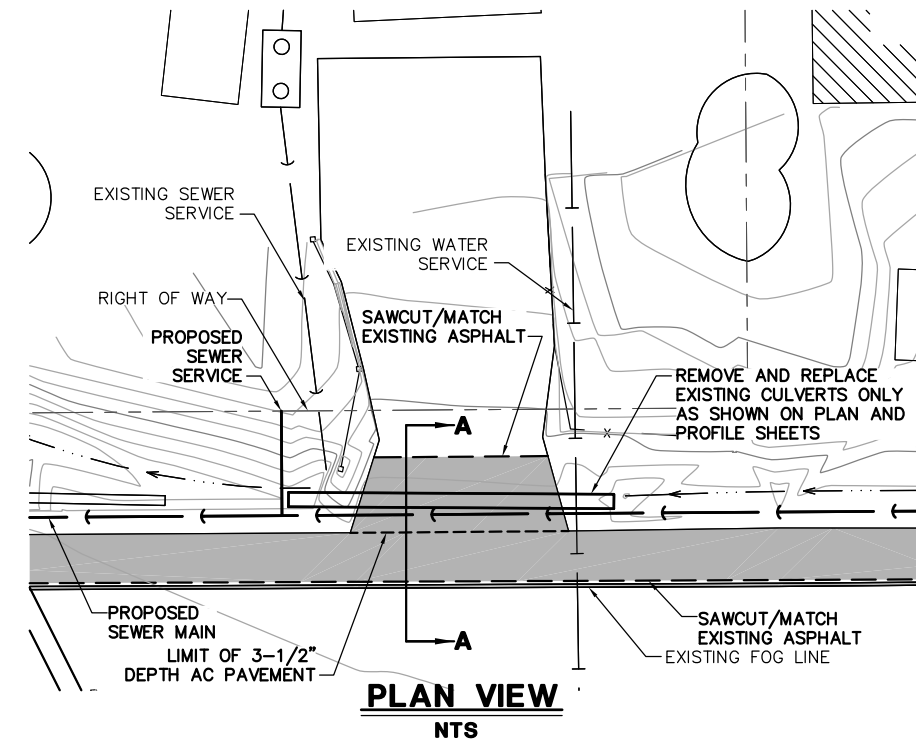 EXISTING SEWER
SERVICE
EXISTING WATER
SERVICE
RIGHT OF WAY
PROPOSED
SEWER
SERVICE
SAWCUT/MATCH
EXISTING ASPHALT
REMOVE AND REPLACE
EXISTING CULVERTS ONLY
AS SHOWN ON PLAN AND
PROFILE SHEETS
A
A
PROPOSED
SEWER MAIN
LIMIT OF 3-1/2"
DEPTH AC PAVEMENT
SAWCUT/MATCH
EXISTING ASPHALT
EXISTING FOG LINE
PLAN VIEW
NTS